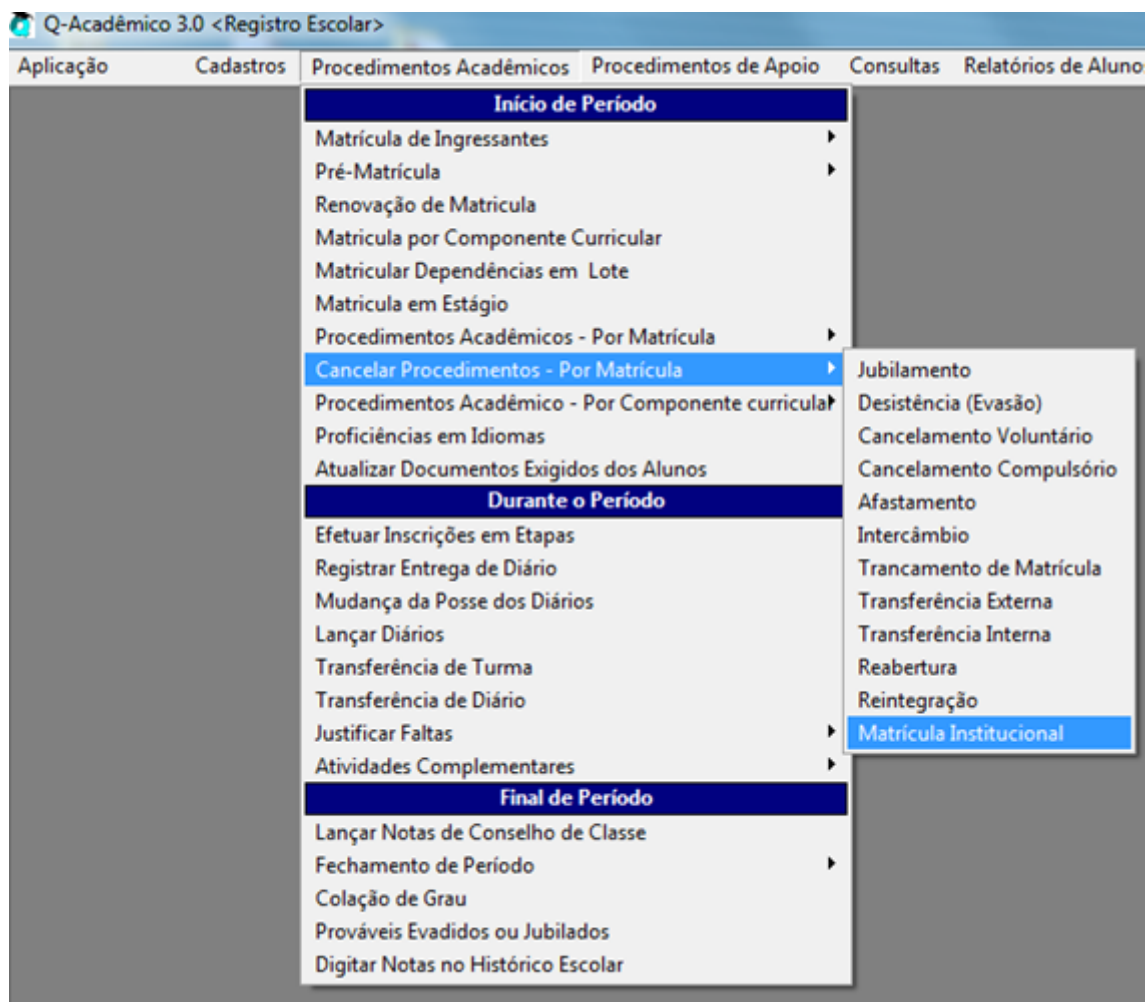 Q-Acadêmico 3.0 <Registro Escolar>
Aplicação Cadastros Procedimentos Acadêmicos Procedimentos de Apoio Consultas Relatórios de Aluno
Início de Período
Matrícula de Ingressantes
Pré-Matrícula
Renovação de Matricula
Matricula por Componente Curricular
Matricular Dependências em Lote
Matricula em Estágio
Procedimentos Acadêmicos - Por Matrícula
Cancelar Procedimentos - Por Matrícula
Procedimentos Acadêmico - Por Componente curricular
Proficiências em Idiomas
Atualizar Documentos Exigidos dos Alunos
Durante o Período
Efetuar Inscrições em Etapas
Registrar Entrega de Diário
Mudança da Posse dos Diários
Lançar Diários
Transferência de Turma
Transferência de Diário
Justificar Faltas
Atividades Complementares
Final de Período
Lançar Notas de Conselho de Classe
Fechamento de Período
Colação de Grau
Prováveis Evadidos ou Jubilados
Digitar Notas no Histórico Escolar
Jubilamento
Desistência (Evasão)
Cancelamento Voluntário
Cancelamento Compulsório
Afastamento
Intercâmbio
Trancamento de Matrícula
Transferência Externa
Transferência Interna
Reabertura
Reintegração
Matrícula Institucional